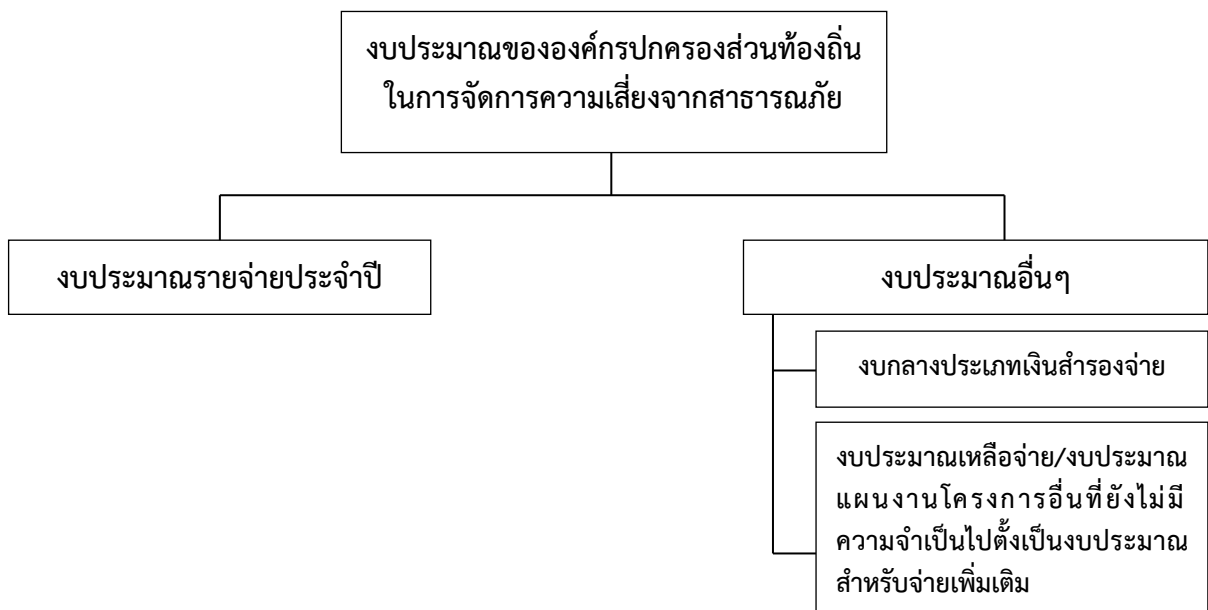 งบประมาณขององค์กรปกครองส่วนท้องถิ่น
ในการจัดการความเสี่ยงจากสาธารณภัย
งบประมาณรายจ่ายประจำปี
งบประมาณอื่นๆ
งบกลางประเภทเงินสำรองจ่าย
งบประมาณเหลือจ่าย/งบประมาณ
แผนงานโครงการอื่นที่ยังไม่มี
ความจำเป็นไปตั้งเป็นงบประมาณ
สำหรับจ่ายเพิ่มเติม